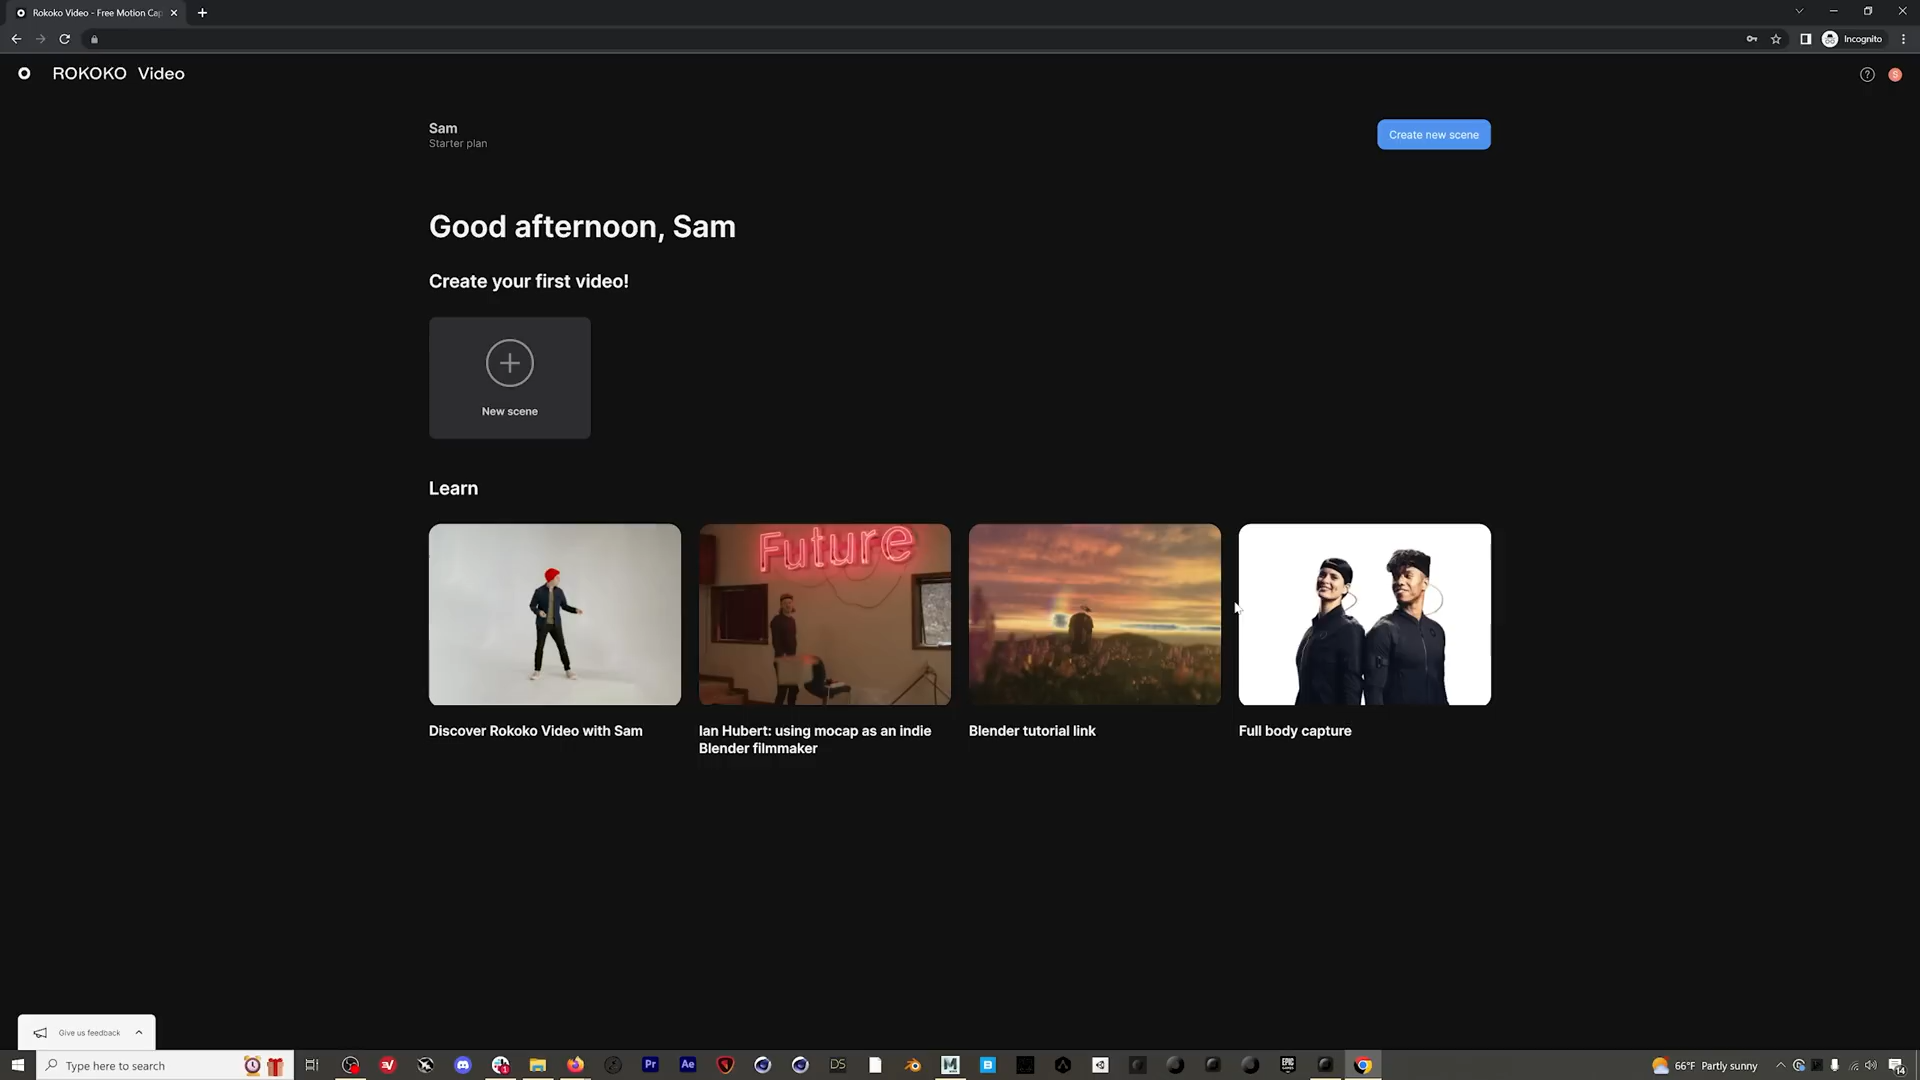 Rokoko Video - Free Motion Cap
Incognito
ROKOKO Video
?
S
Sam
Starter plan
Create new scene
Good afternoon, Sam
Create your first video!
New scene
Learn
Future
Discover Rokoko Video with Sam
Ian Hubert: using mocap as an indie
Blender filmmaker
Blender tutorial link
Full body capture
Give us feedback
Type here to search
Pr
Ae
DS
M
B
EPIC
GAMES
66°F Partly sunny
14